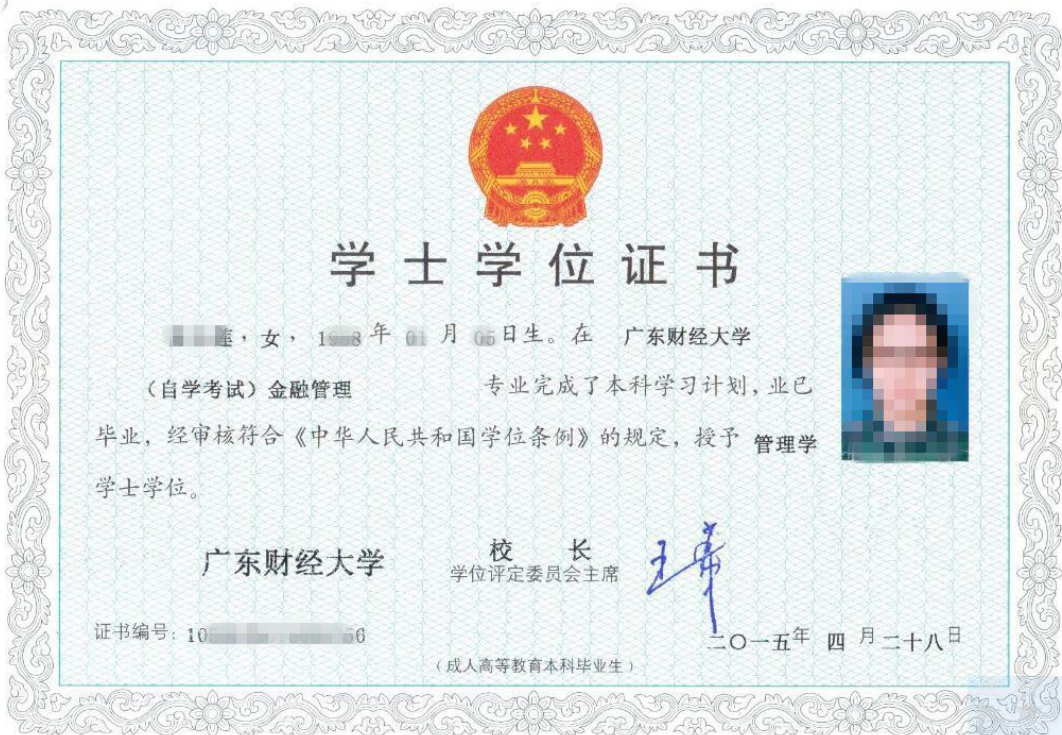 学士学位证书
莲，女，年 01 月 05日生。在 广东财经大学
（自学考试）金融管理 专业完成了本科学习计划，业已
毕业，经审核符合《中华人民共和国学位条例》的规定，授予 管理学
学士学位。
广东财经大学
校 长
学位评定委员会主席
证书编号：
二〇一五年 四 月二十八日
（成人高等教育本科毕业生）